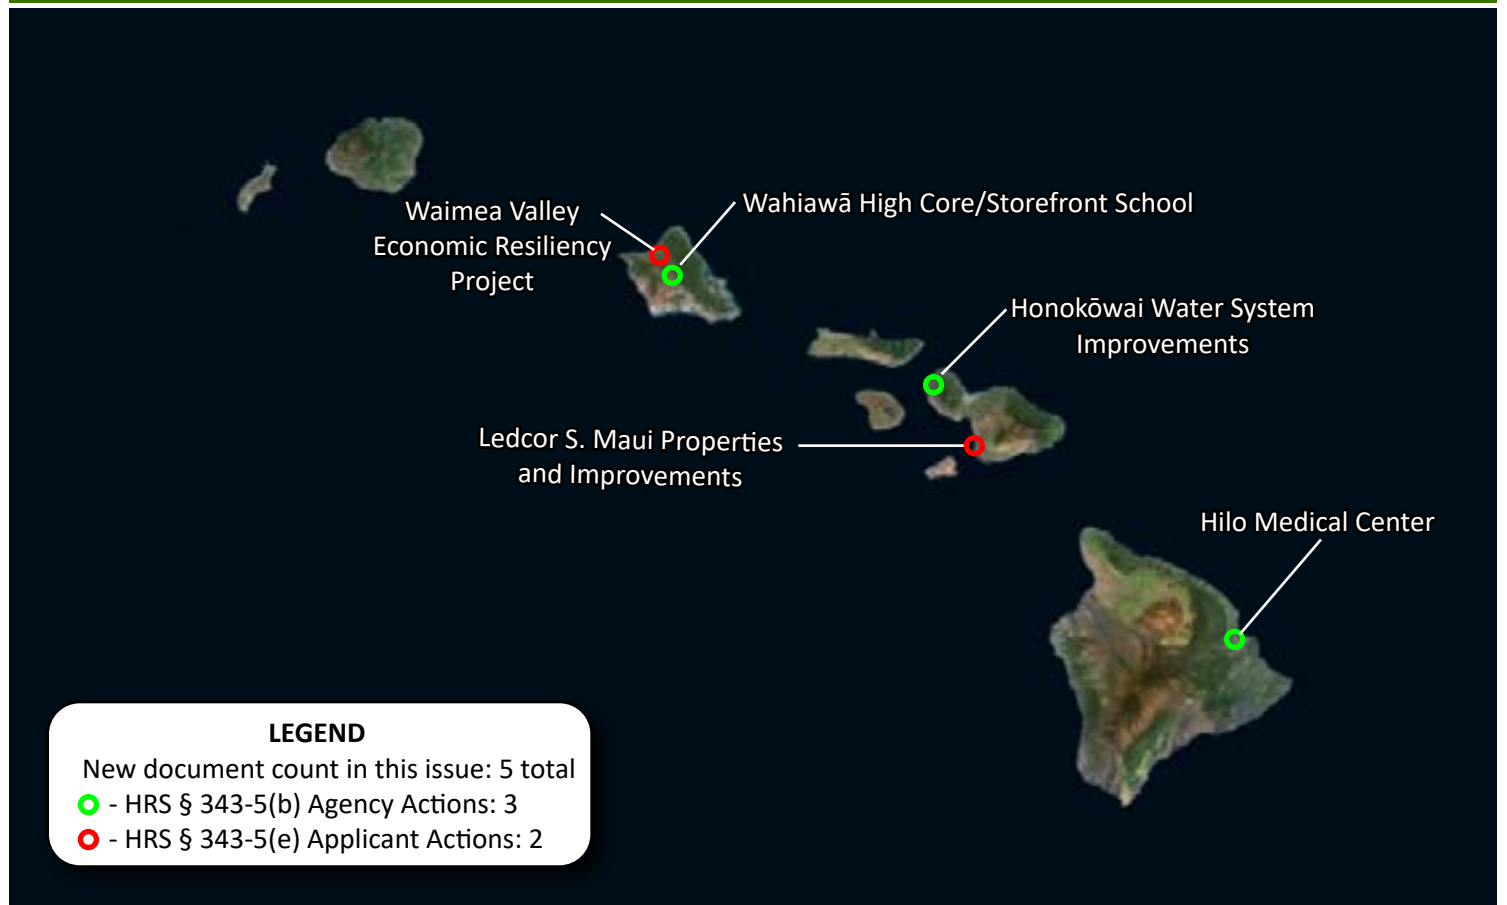 Waimea Valley
Economic Resiliency
Project
Wahiawā High Core/Storefront School
Honokōwai Water System
Improvements
Ledcor S. Maui Properties
and Improvements
Hilo Medical Center
LEGEND
New document count in this issue: 5 total
- HRS § 343-5(b) Agency Actions: 3
- HRS § 343-5(e) Applicant Actions: 2